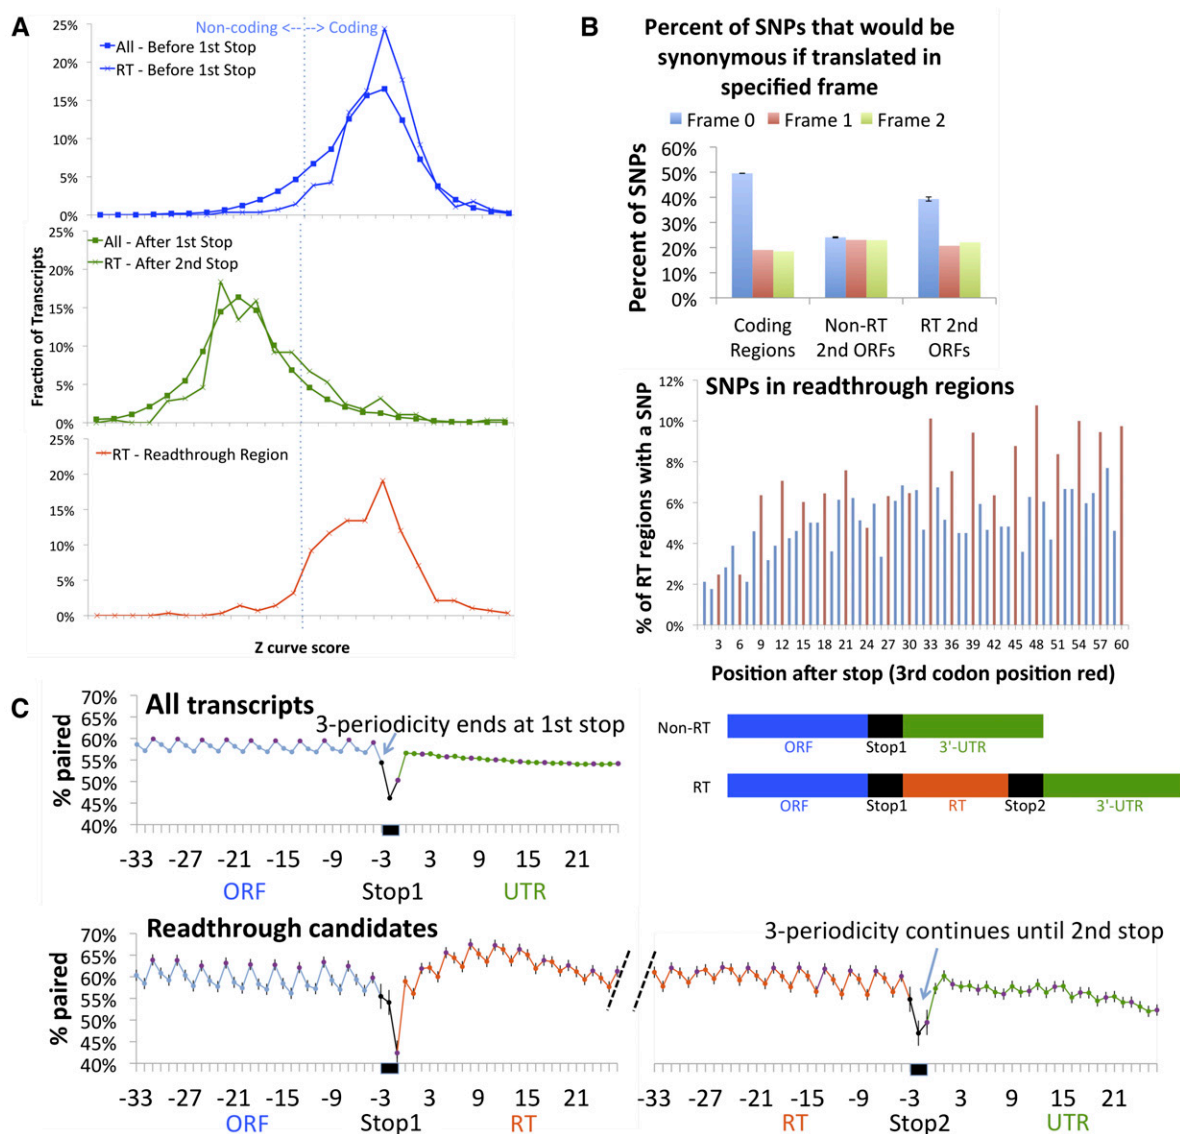 A
Non-coding <--
--> Coding
25%
20%
15%
10%
5%
0%
All - Before 1st Stop
RT - Before 1st Stop
25%
20%
15%
10%
5%
0%
All - After 1st Stop
RT - After 2nd Stop
Fraction of Transcripts
25%
20%
15%
10%
5%
0%
RT - Readthrough Region
Z curve score
B
Percent of SNPs that would be
synonymous if translated in
specified frame
Frame 0 Frame 1 Frame 2
Percent of SNPs
60%
50%
40%
30%
20%
10%
0%
Coding
Regions
Non-RT
2nd ORFs
RT 2nd
ORFs
SNPs in readthrough regions
% of RT regions with a SNP
12%
10%
8%
6%
4%
2%
0%
3 6 9 12 15 18 21 24 27 30 33 36 39 42 45 48 51 54 57 60
Position after stop (3rd codon position red)
C
All transcripts
3-periodicity ends at 1st stop
% paired
70%
65%
60%
55%
50%
45%
40%
-33 -27 -21 -15 -9 -3 3 9 15 21
ORF Stop1 UTR
Non-RT
ORF Stop1 3'-UTR
RT
ORF Stop1 RT Stop2 3'-UTR
Readthrough candidates
3-periodicity continues until 2nd stop
% paired
70%
65%
60%
55%
50%
45%
40%
-33 -27 -21 -15 -9 -3 3 9 15 21
ORF Stop1 RT
-33 -27 -21 -15 -9 -3 3 9 15 21
RT Stop2 UTR